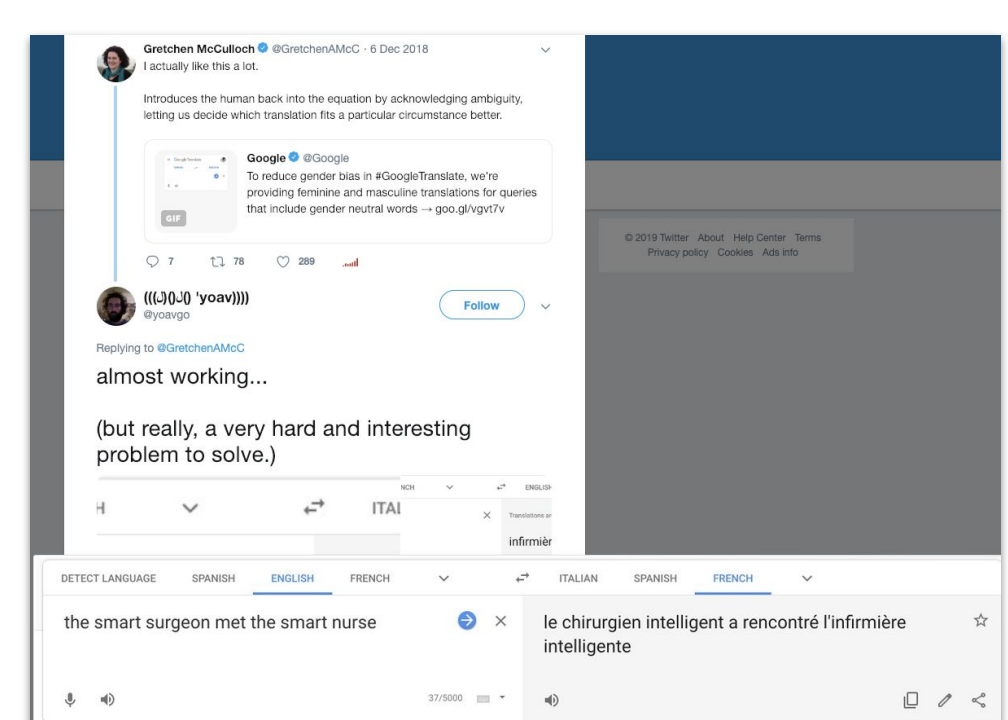 Gretchen McCulloch @GretchenAMcC · 6 Dec 2018
I actually like this a lot.
Introduces the human back into the equation by acknowledging ambiguity,
letting us decide which translation fits a particular circumstance better.
Google @Google
To reduce gender bias in #GoogleTranslate, we're
providing feminine and masculine translations for queries
that include gender neutral words → goo.gl/vgvt7v
GIF
7 78 289
© 2019 Twitter About Help Center Terms
Privacy policy Cookies Ads info
'yoav))))
@yoavgo
Follow
Replying to @GretchenAMcC
almost working...
(but really, a very hard and interesting
problem to solve.)
H ITAL
NCH ENGLISH
Translations ar
infirmièr
DETECT LANGUAGE SPANISH ENGLISH FRENCH ITALIAN SPANISH FRENCH
the smart surgeon met the smart nurse
le chirurgien intelligent a rencontré l'infirmière
intelligente
37/5000